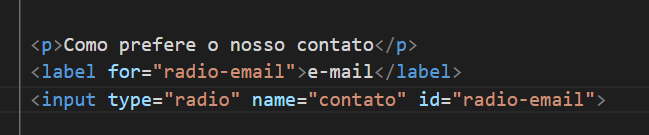 <p>Como prefere o nosso contato</p>
<label for="radio-email">e-mail</label>
<input type="radio" name="contato" id="radio-email">